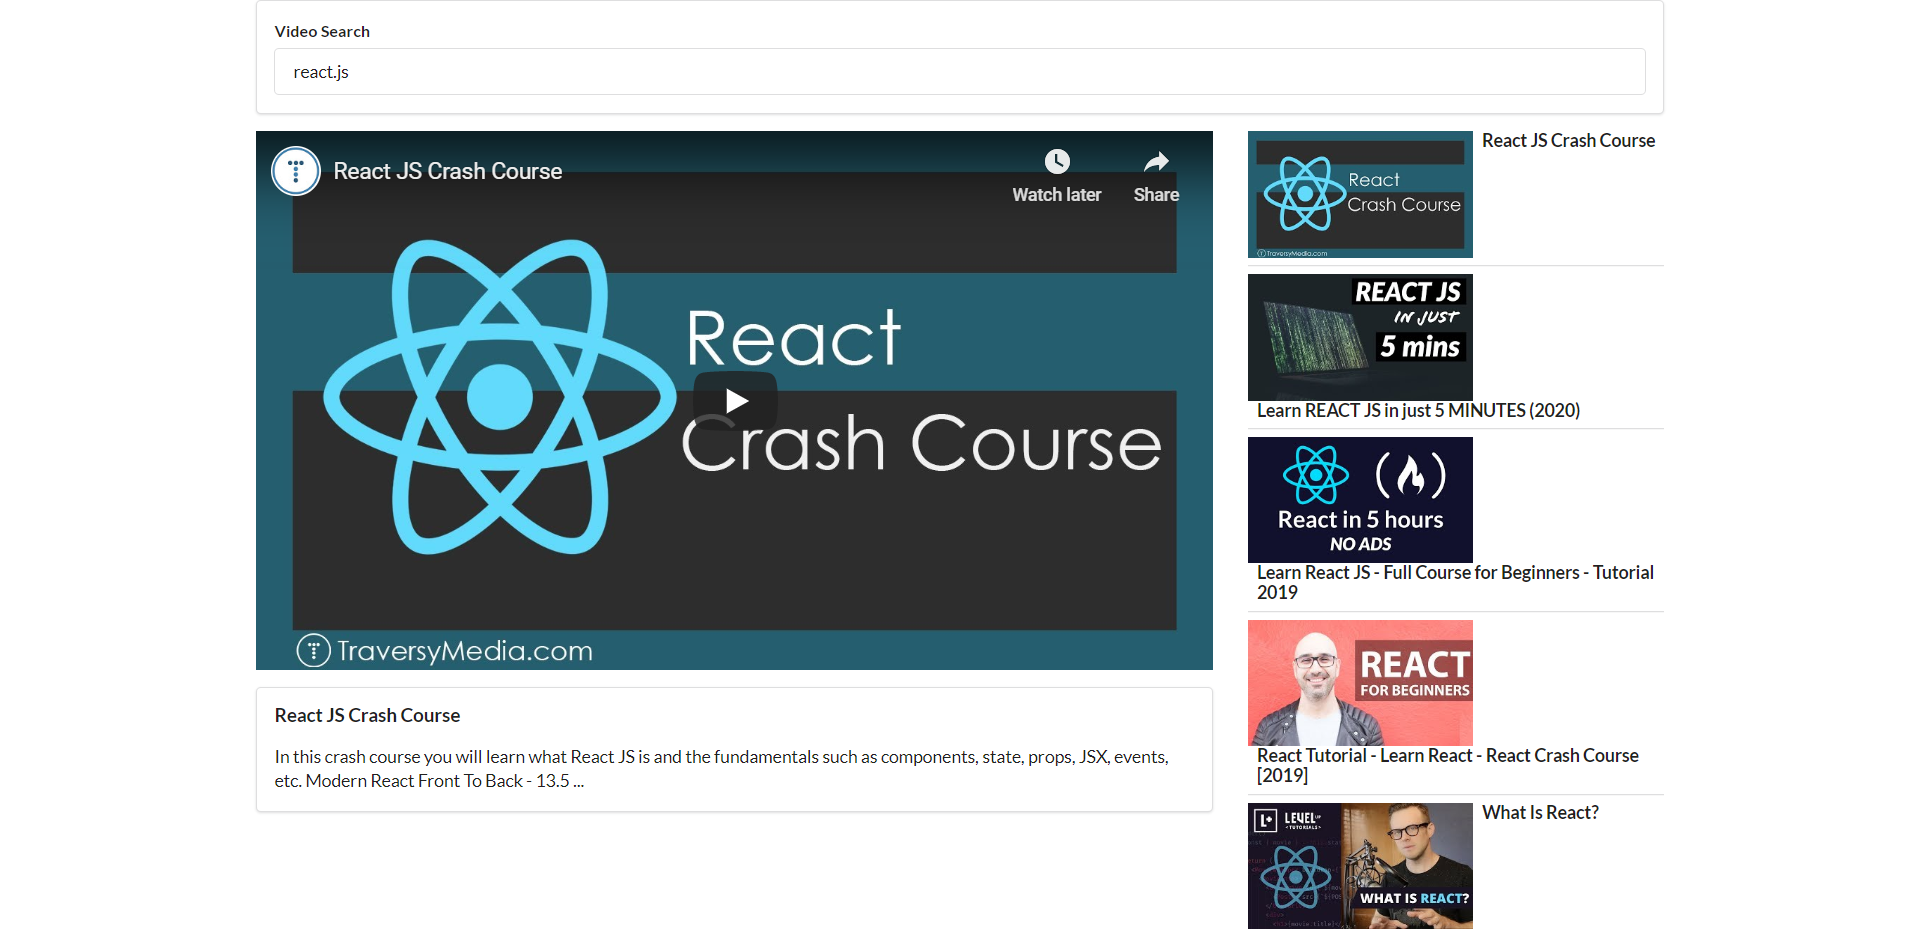 Video Search
react.js
React JS Crash Course
Watch later
Share
React
Crash Course
TraversyMedia.com
React JS Crash Course
In this crash course you will learn what React JS is and the fundamentals such as components, state, props, JSX, events,
etc. Modern React Front To Back - 13.5 ...
React
Crash Course
TraversyMedia.com
React JS Crash Course
REACT JS
IN JUST
5 mins
Learn REACT JS in just 5 MINUTES (2020)
React in 5 hours
NO ADS
Learn React JS - Full Course for Beginners - Tutorial
2019
REACT
FOR BEGINNERS
React Tutorial - Learn React - React Crash Course
[2019]
LEVEL UP
<TUTORIALS>
WHAT IS REACT?
What Is React?